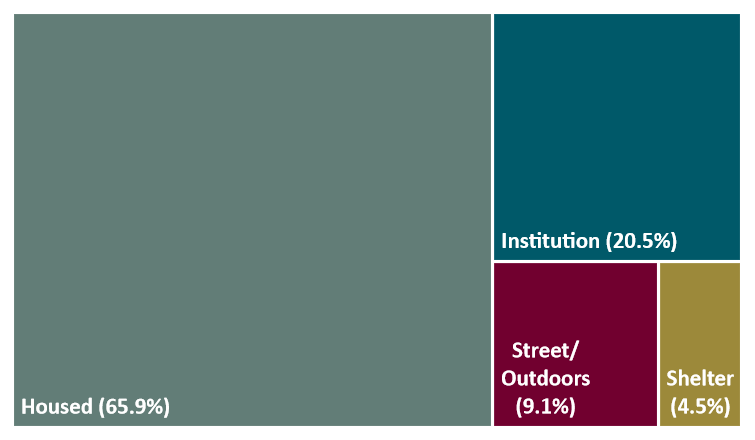 Institution (20.5%)
Housed (65.9%)
Street/
Outdoors
(9.1%)
Shelter
(4.5%)